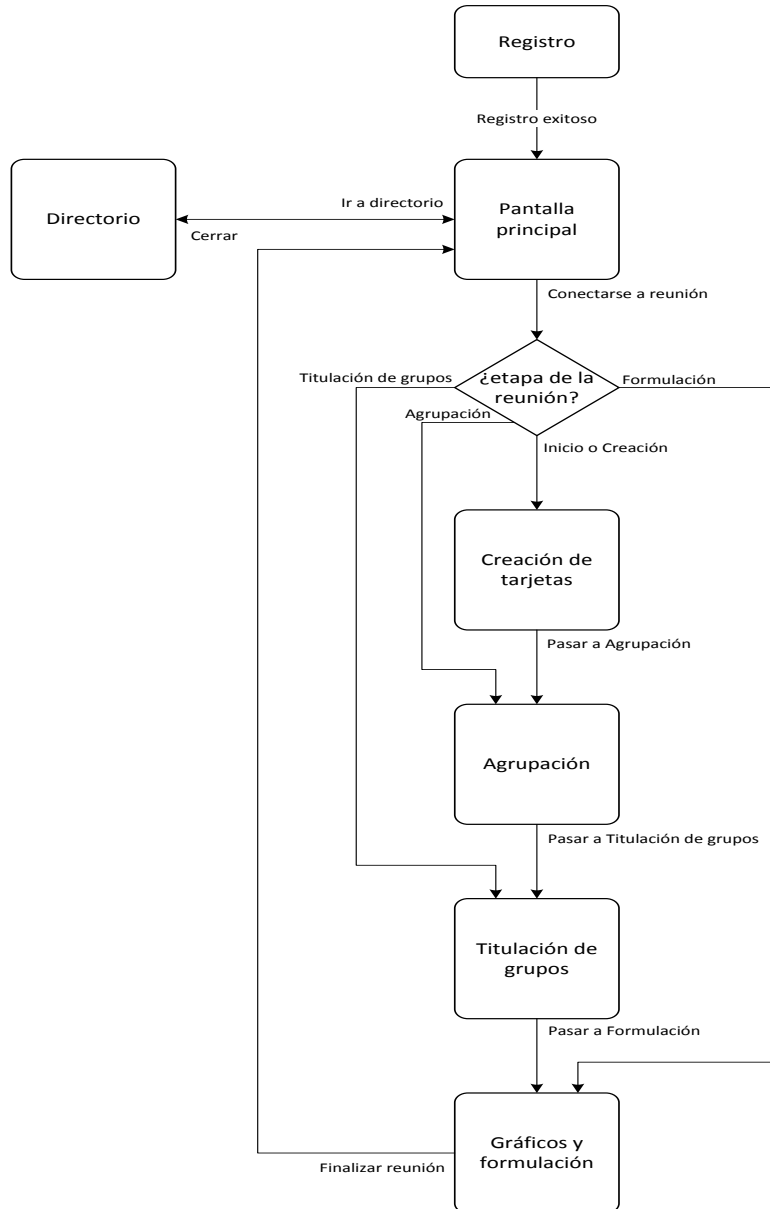 Registro
Registro exitoso
Directorio
Ir a directorio
Cerrar
Pantalla
principal
Conectarse a reunión
Titulación de grupos
¿etapa de la
reunión?
Formulación
Agrupación
Inicio o Creación
Creación de
tarjetas
Pasar a Agrupación
Agrupación
Pasar a Titulación de grupos
Titulación de
grupos
Pasar a Formulación
Gráficos y
formulación
Finalizar reunión